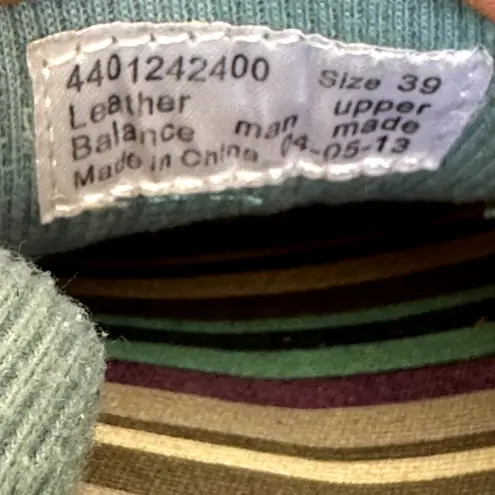 4401242400 Size 39
Leather upper
Balance man made
Made in China 04-05-13